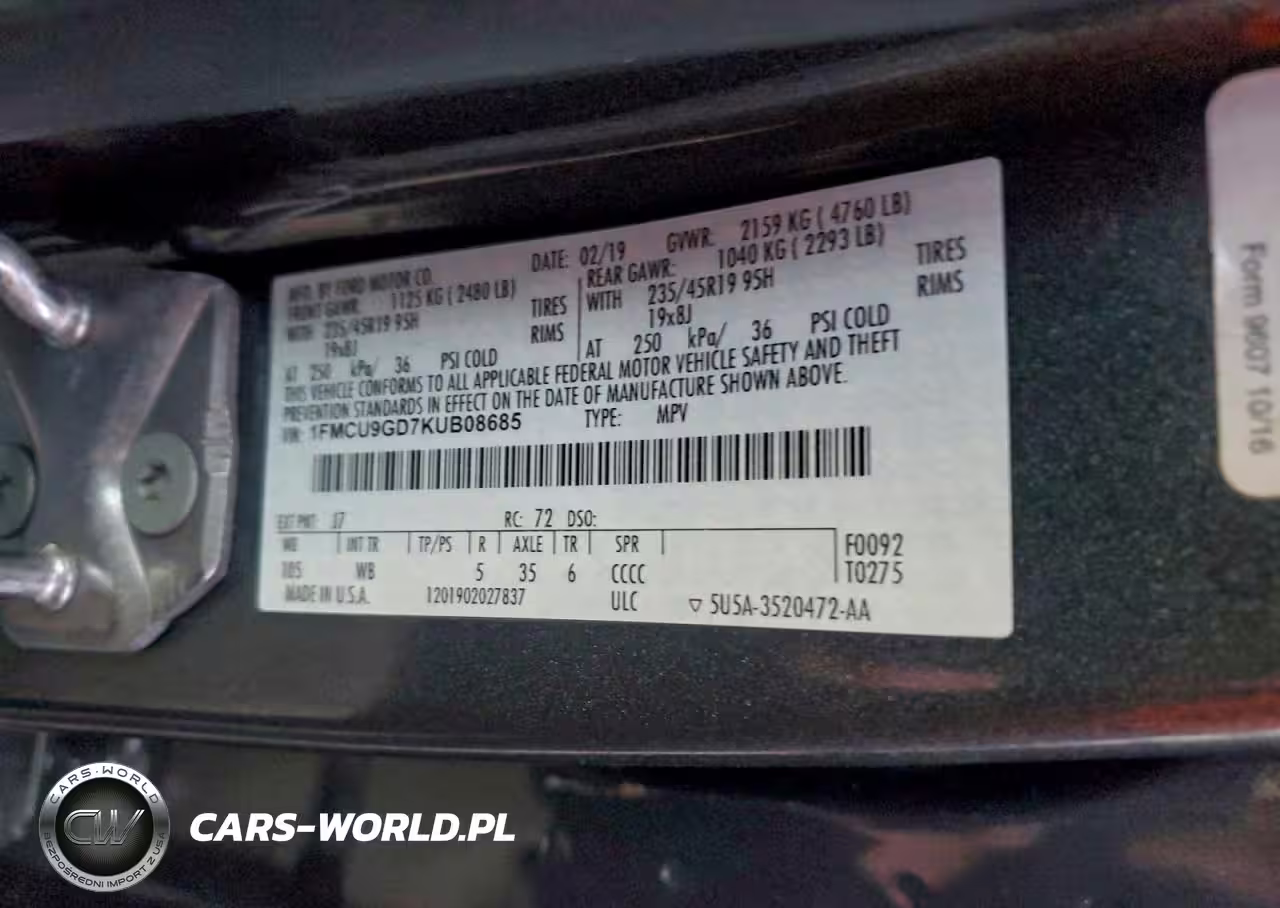 MFD. BY FORD MOTOR CO. DATE: 02/19 GVWR: 2159 KG ( 4760 LB)
FRONT GAWR: 1125 KG ( 2480 LB) REAR GAWR: 1040 KG ( 2293 LB)
WITH 235/45R19 95H TIRES WITH 235/45R19 95H TIRES
19x8J RIMS 19x8J RIMS
AT 250 kPa/ 36 PSI COLD AT 250 kPa/ 36 PSI COLD
THIS VEHICLE CONFORMS TO ALL APPLICABLE FEDERAL MOTOR VEHICLE SAFETY AND THEFT
PREVENTION STANDARDS IN EFFECT ON THE DATE OF MANUFACTURE SHOWN ABOVE.
VIN: 1FMCU9GD7KUB08685 TYPE: MPV
EXT PNT: J7 RC: 72 DSO:
WB INT TR TP/PS R AXLE TR SPR F0092
105 WB 5 35 6 CCCC T0275
MADE IN U.S.A. 1201902027837 ULC ▽ 5U5A-3520472-AA
Form 9607 10/16
CARS-WORLD
CW
BEZPOŚREDNI IMPORT Z USA
CARS-WORLD.PL